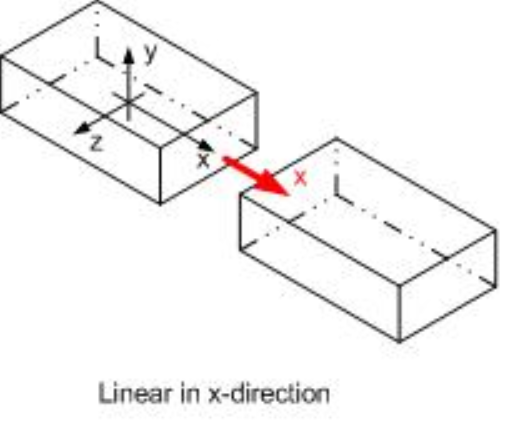 y
z
x
x
Linear in x-direction